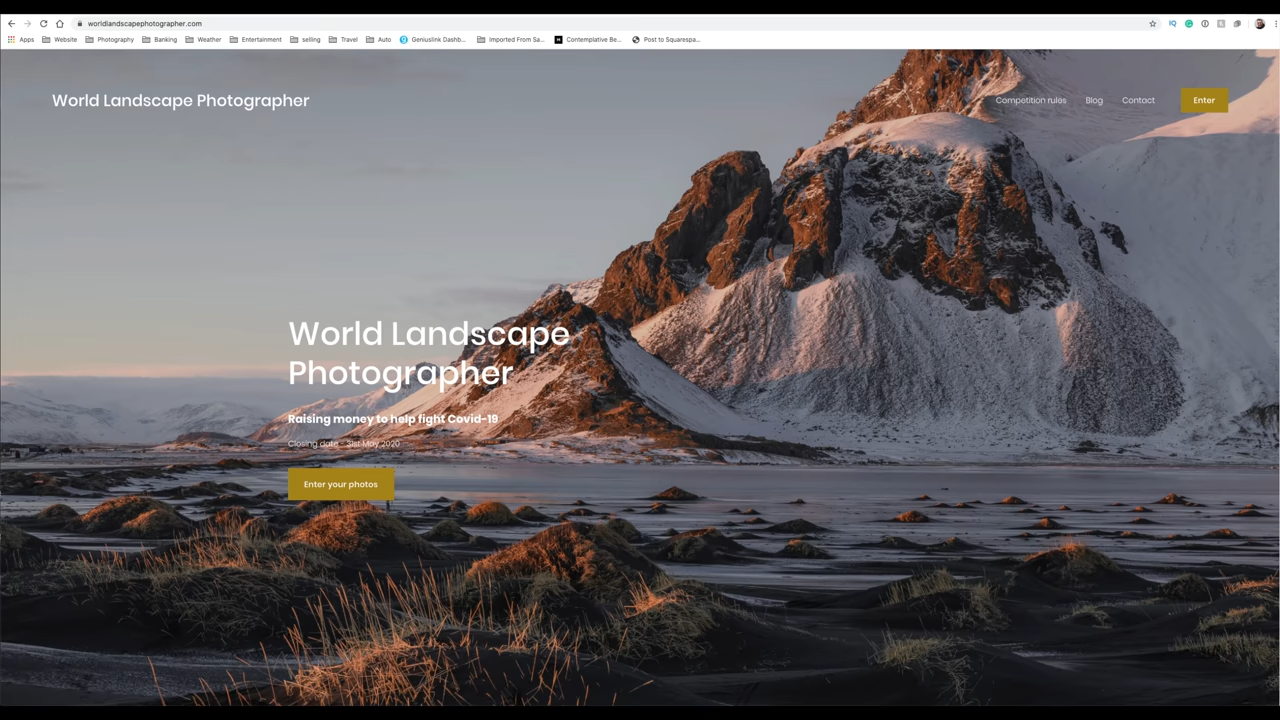 worldlandscapephotographer.com
Apps Website Photography Banking Weather Entertainment selling Travel Auto Geniuslink Dashb... Imported From Sa... Contemplative Be... Post to Squarespa...
World Landscape Photographer
Competition rules Blog Contact Enter
World Landscape
Photographer
Raising money to help fight Covid-19
Closing date - 31st May 2020
Enter your photos